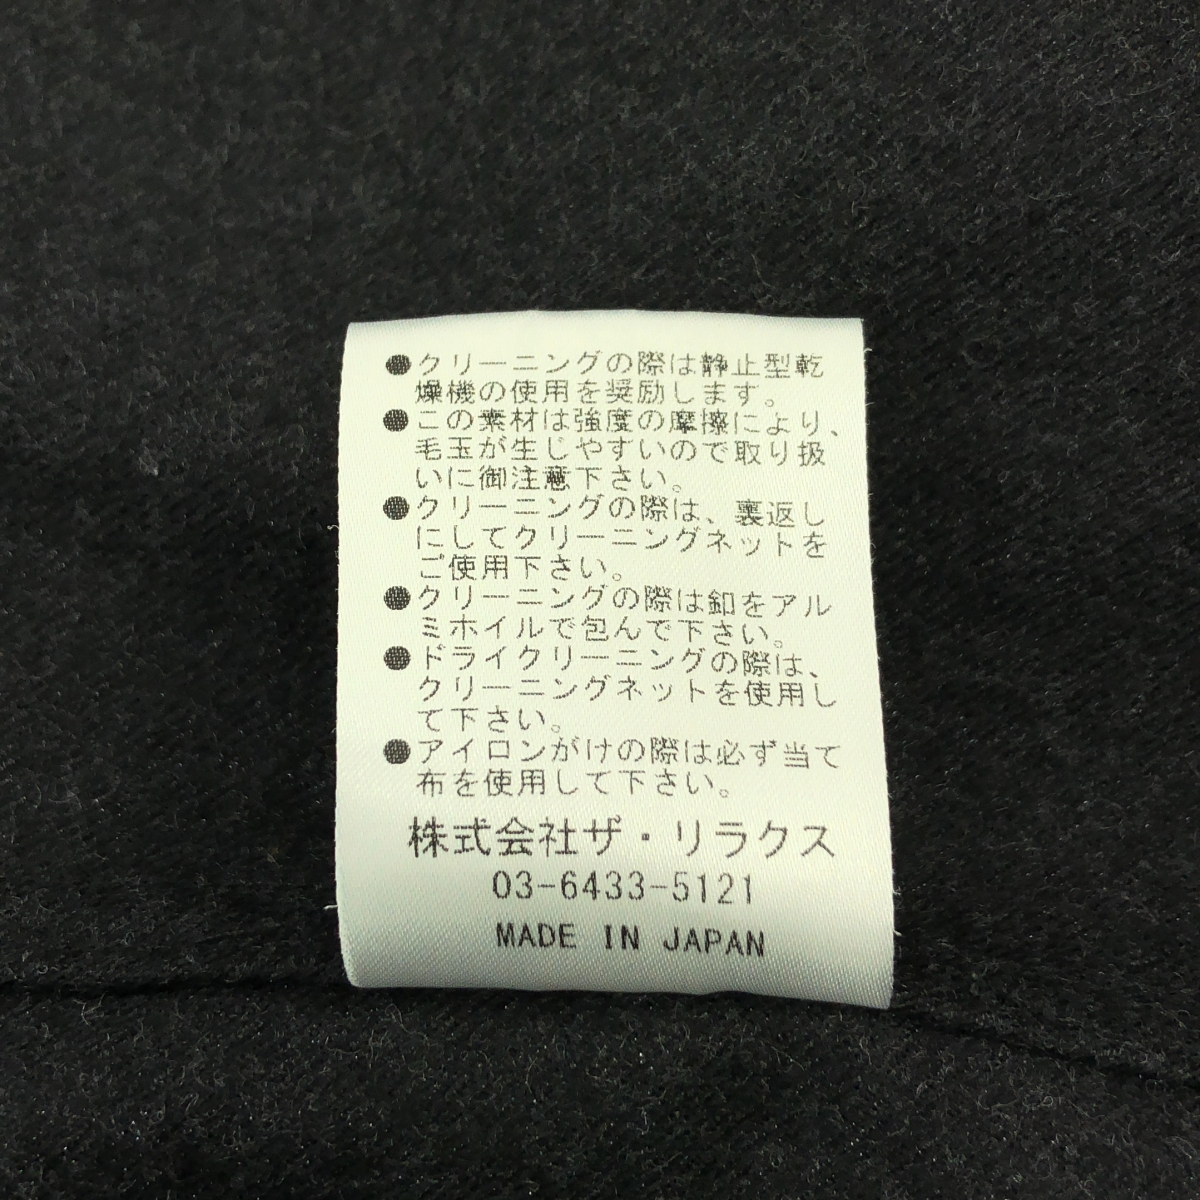 ●クリーニングの際は静止型乾
燥機の使用を奨励します。
●この素材は強度の摩擦により、
毛玉が生じやすいので取り扱
いに御注意下さい。
●クリーニングの際は、裏返し
にしてクリーニングネットを
ご使用下さい。
●クリーニングの際は釦をアル
ミホイルで包んで下さい。
●ドライクリーニングの際は、
クリーニングネットを使用し
て下さい。
●アイロンがけの際は必ず当て
布を使用して下さい。
株式会社ザ・リラクス
03-6433-5121
MADE IN JAPAN